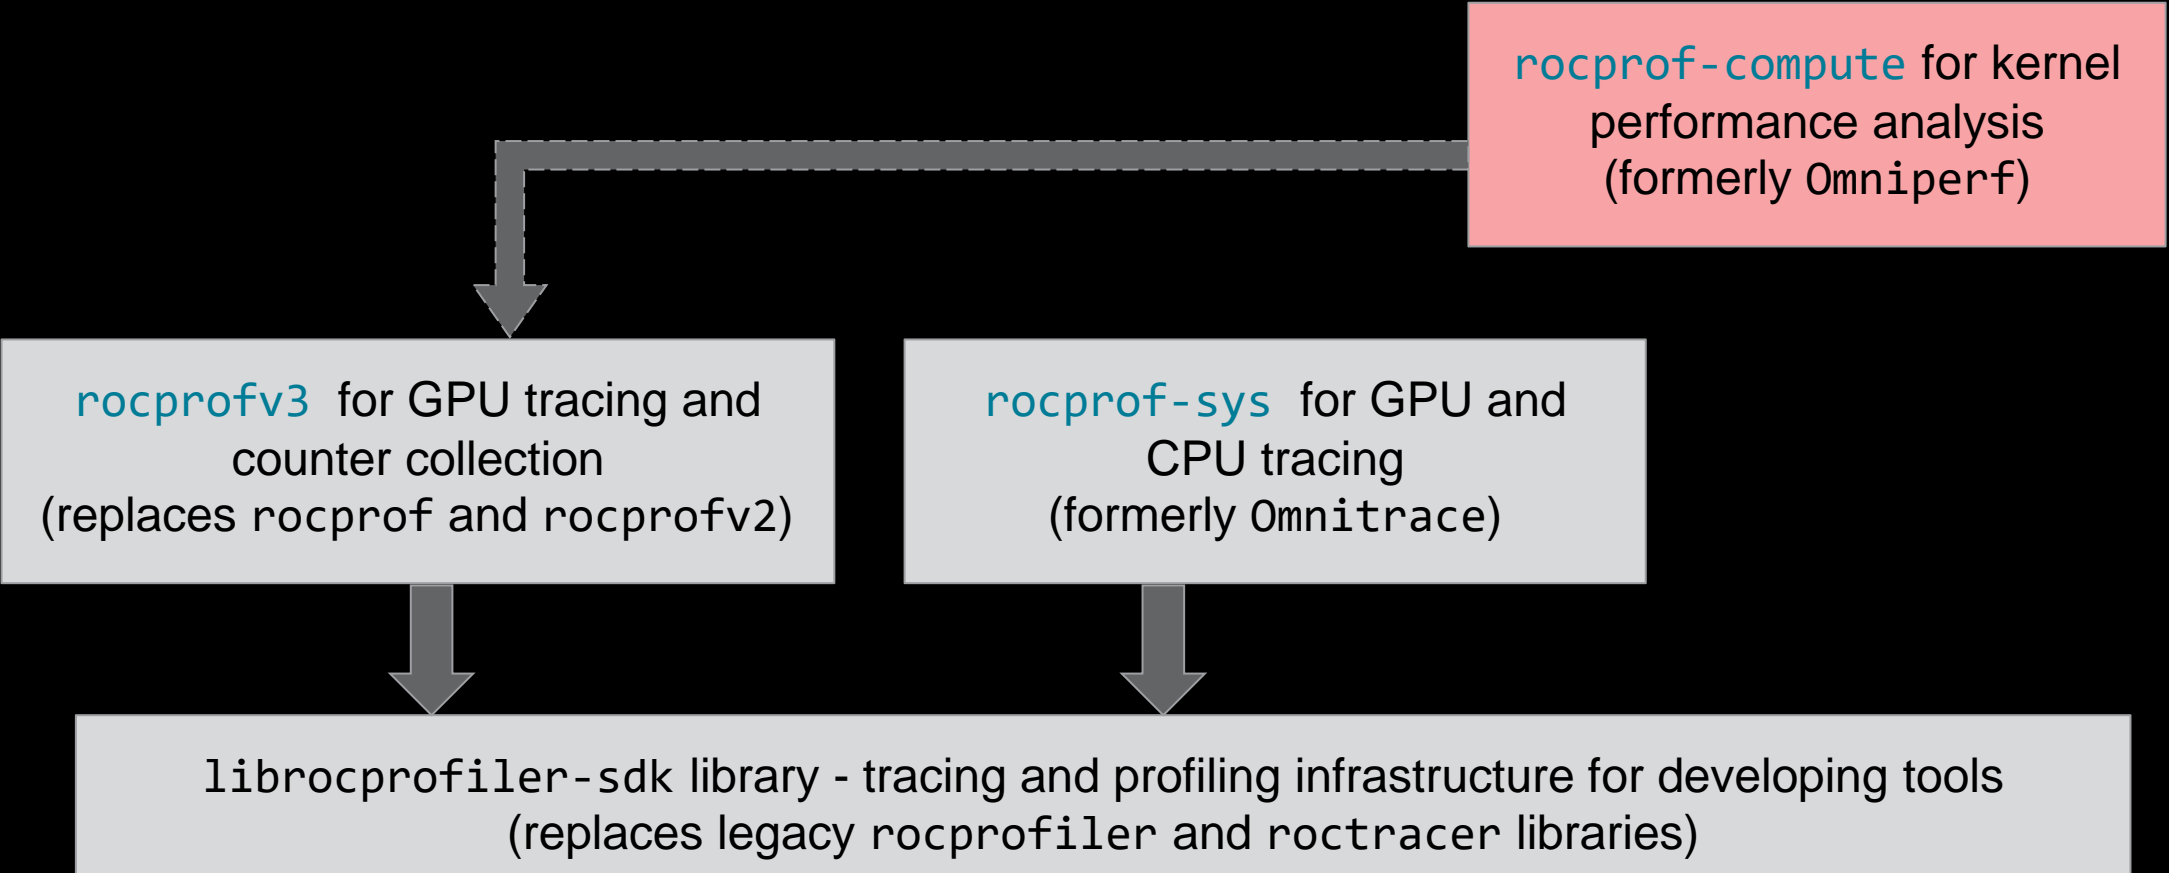 rocprof-compute for kernel
performance analysis
(formerly Omniperf)
rocprofv3 for GPU tracing and
counter collection
(replaces rocprof and rocprofv2)
rocprof-sys for GPU and
CPU tracing
(formerly Omnitrace)
librocprofiler-sdk library - tracing and profiling infrastructure for developing tools
(replaces legacy rocprofiler and roctracer libraries)